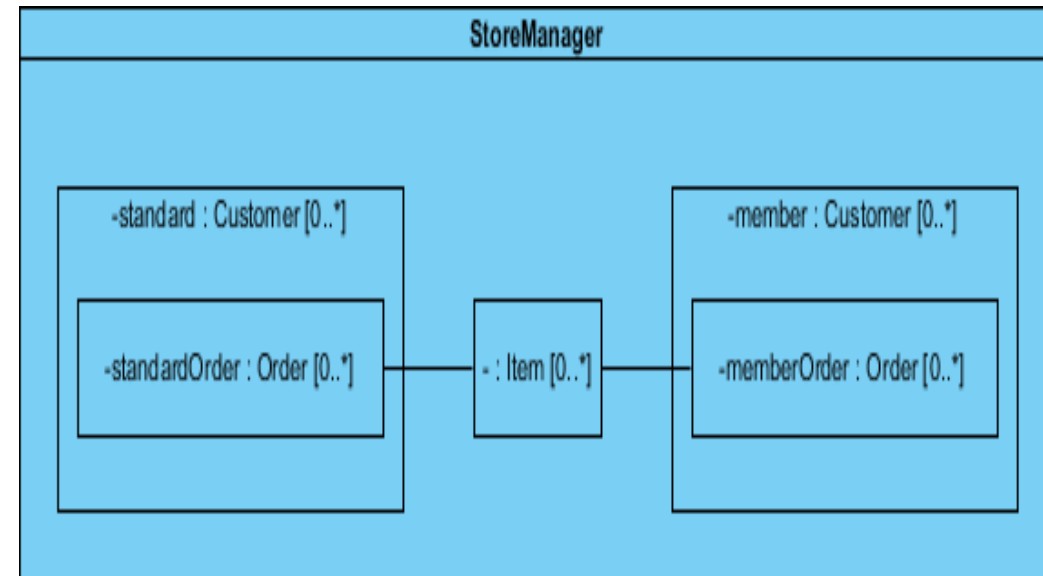 StoreManager
-standard : Customer [0..*]
-member : Customer [0..*]
-standardOrder : Order [0..*]
- : Item [0..*]
-memberOrder : Order [0..*]